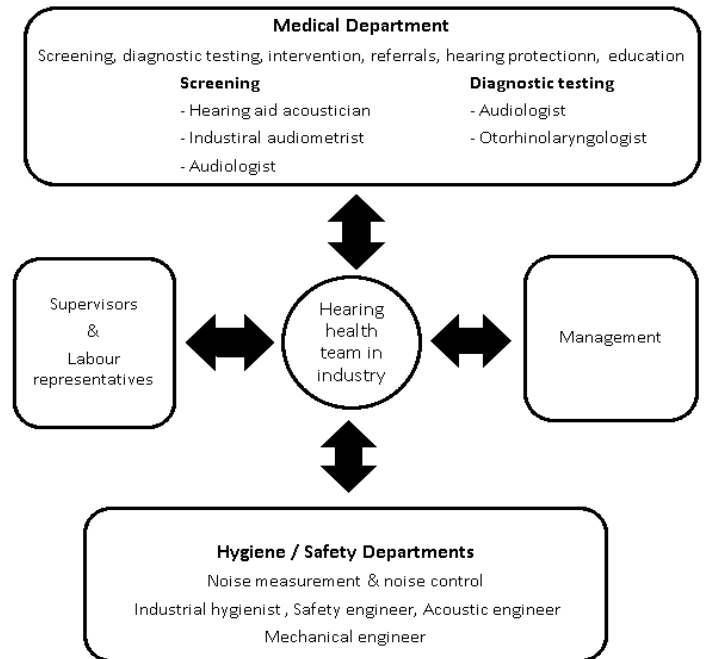 Medical Department
Screening, diagnostic testing, intervention, referrals, hearing protectionn, education
Screening
- Hearing aid acoustician
- Industiral audiometrist
- Audiologist
Diagnostic testing
- Audiologist
- Otorhinolaryngologist
Supervisors
&
Labour
representatives
Hearing
health
team in
industry
Management
Hygiene / Safety Departments
Noise measurement & noise control
Industrial hygienist , Safety engineer, Acoustic engineer
Mechanical engineer